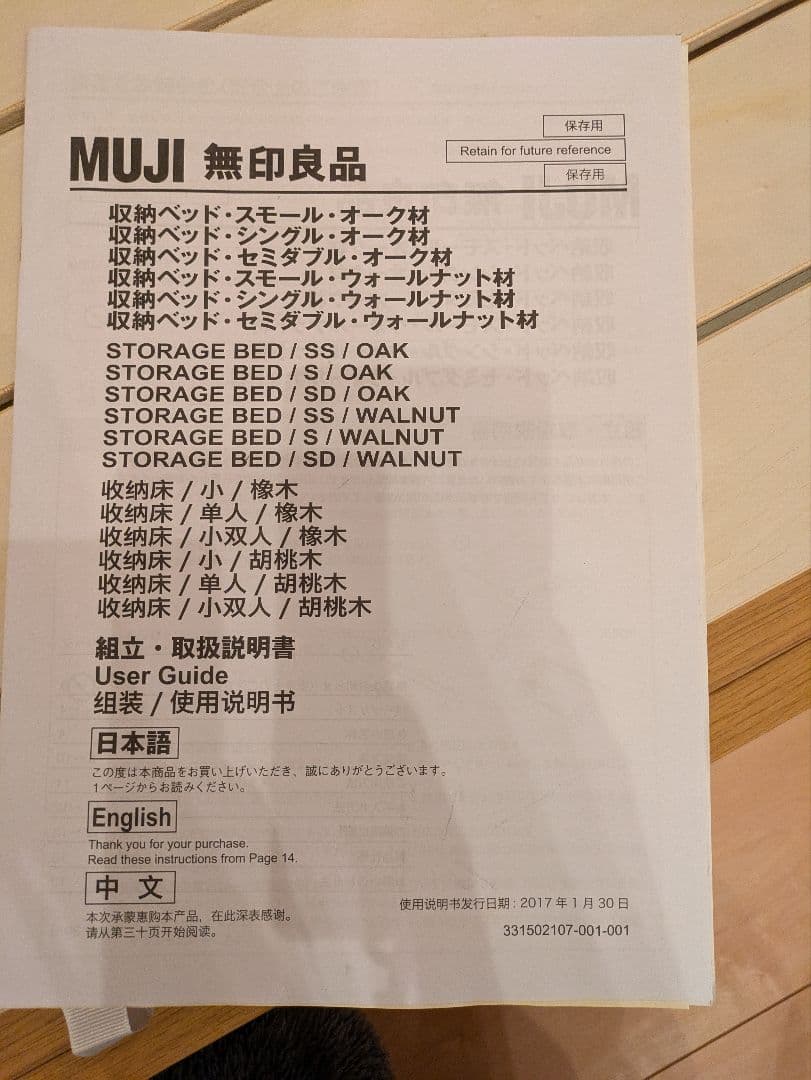 保存用
Retain for future reference
保存用
MUJI 無印良品
収納ベッド・スモール・オーク材
収納ベッド・シングル・オーク材
収納ベッド・セミダブル・オーク材
収納ベッド・スモール・ウォールナット材
収納ベッド・シングル・ウォールナット材
収納ベッド・セミダブル・ウォールナット材
STORAGE BED / SS / OAK
STORAGE BED / S / OAK
STORAGE BED / SD / OAK
STORAGE BED / SS / WALNUT
STORAGE BED / S / WALNUT
STORAGE BED / SD / WALNUT
收纳床 / 小 / 橡木
收纳床 / 单人 / 橡木
收纳床 / 小双人 / 橡木
收纳床 / 小 / 胡桃木
收纳床 / 单人 / 胡桃木
收纳床 / 小双人 / 胡桃木
組立・取扱説明書
User Guide
组装 / 使用说明书
日本語
この度は本商品をお買い上げいただき、誠にありがとうございます。
1ページからお読みください。
English
Thank you for your purchase.
Read these instructions from Page 14.
中 文
本次承蒙惠购本产品，在此深表感谢。
请从第三十页开始阅读。
使用说明书发行日期 : 2017 年 1 月 30 日
331502107-001-001